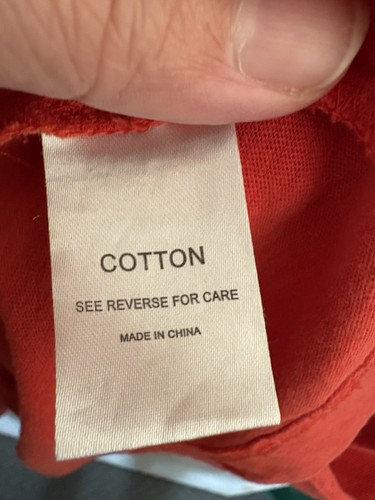 COTTON
SEE REVERSE FOR CARE
MADE IN CHINA